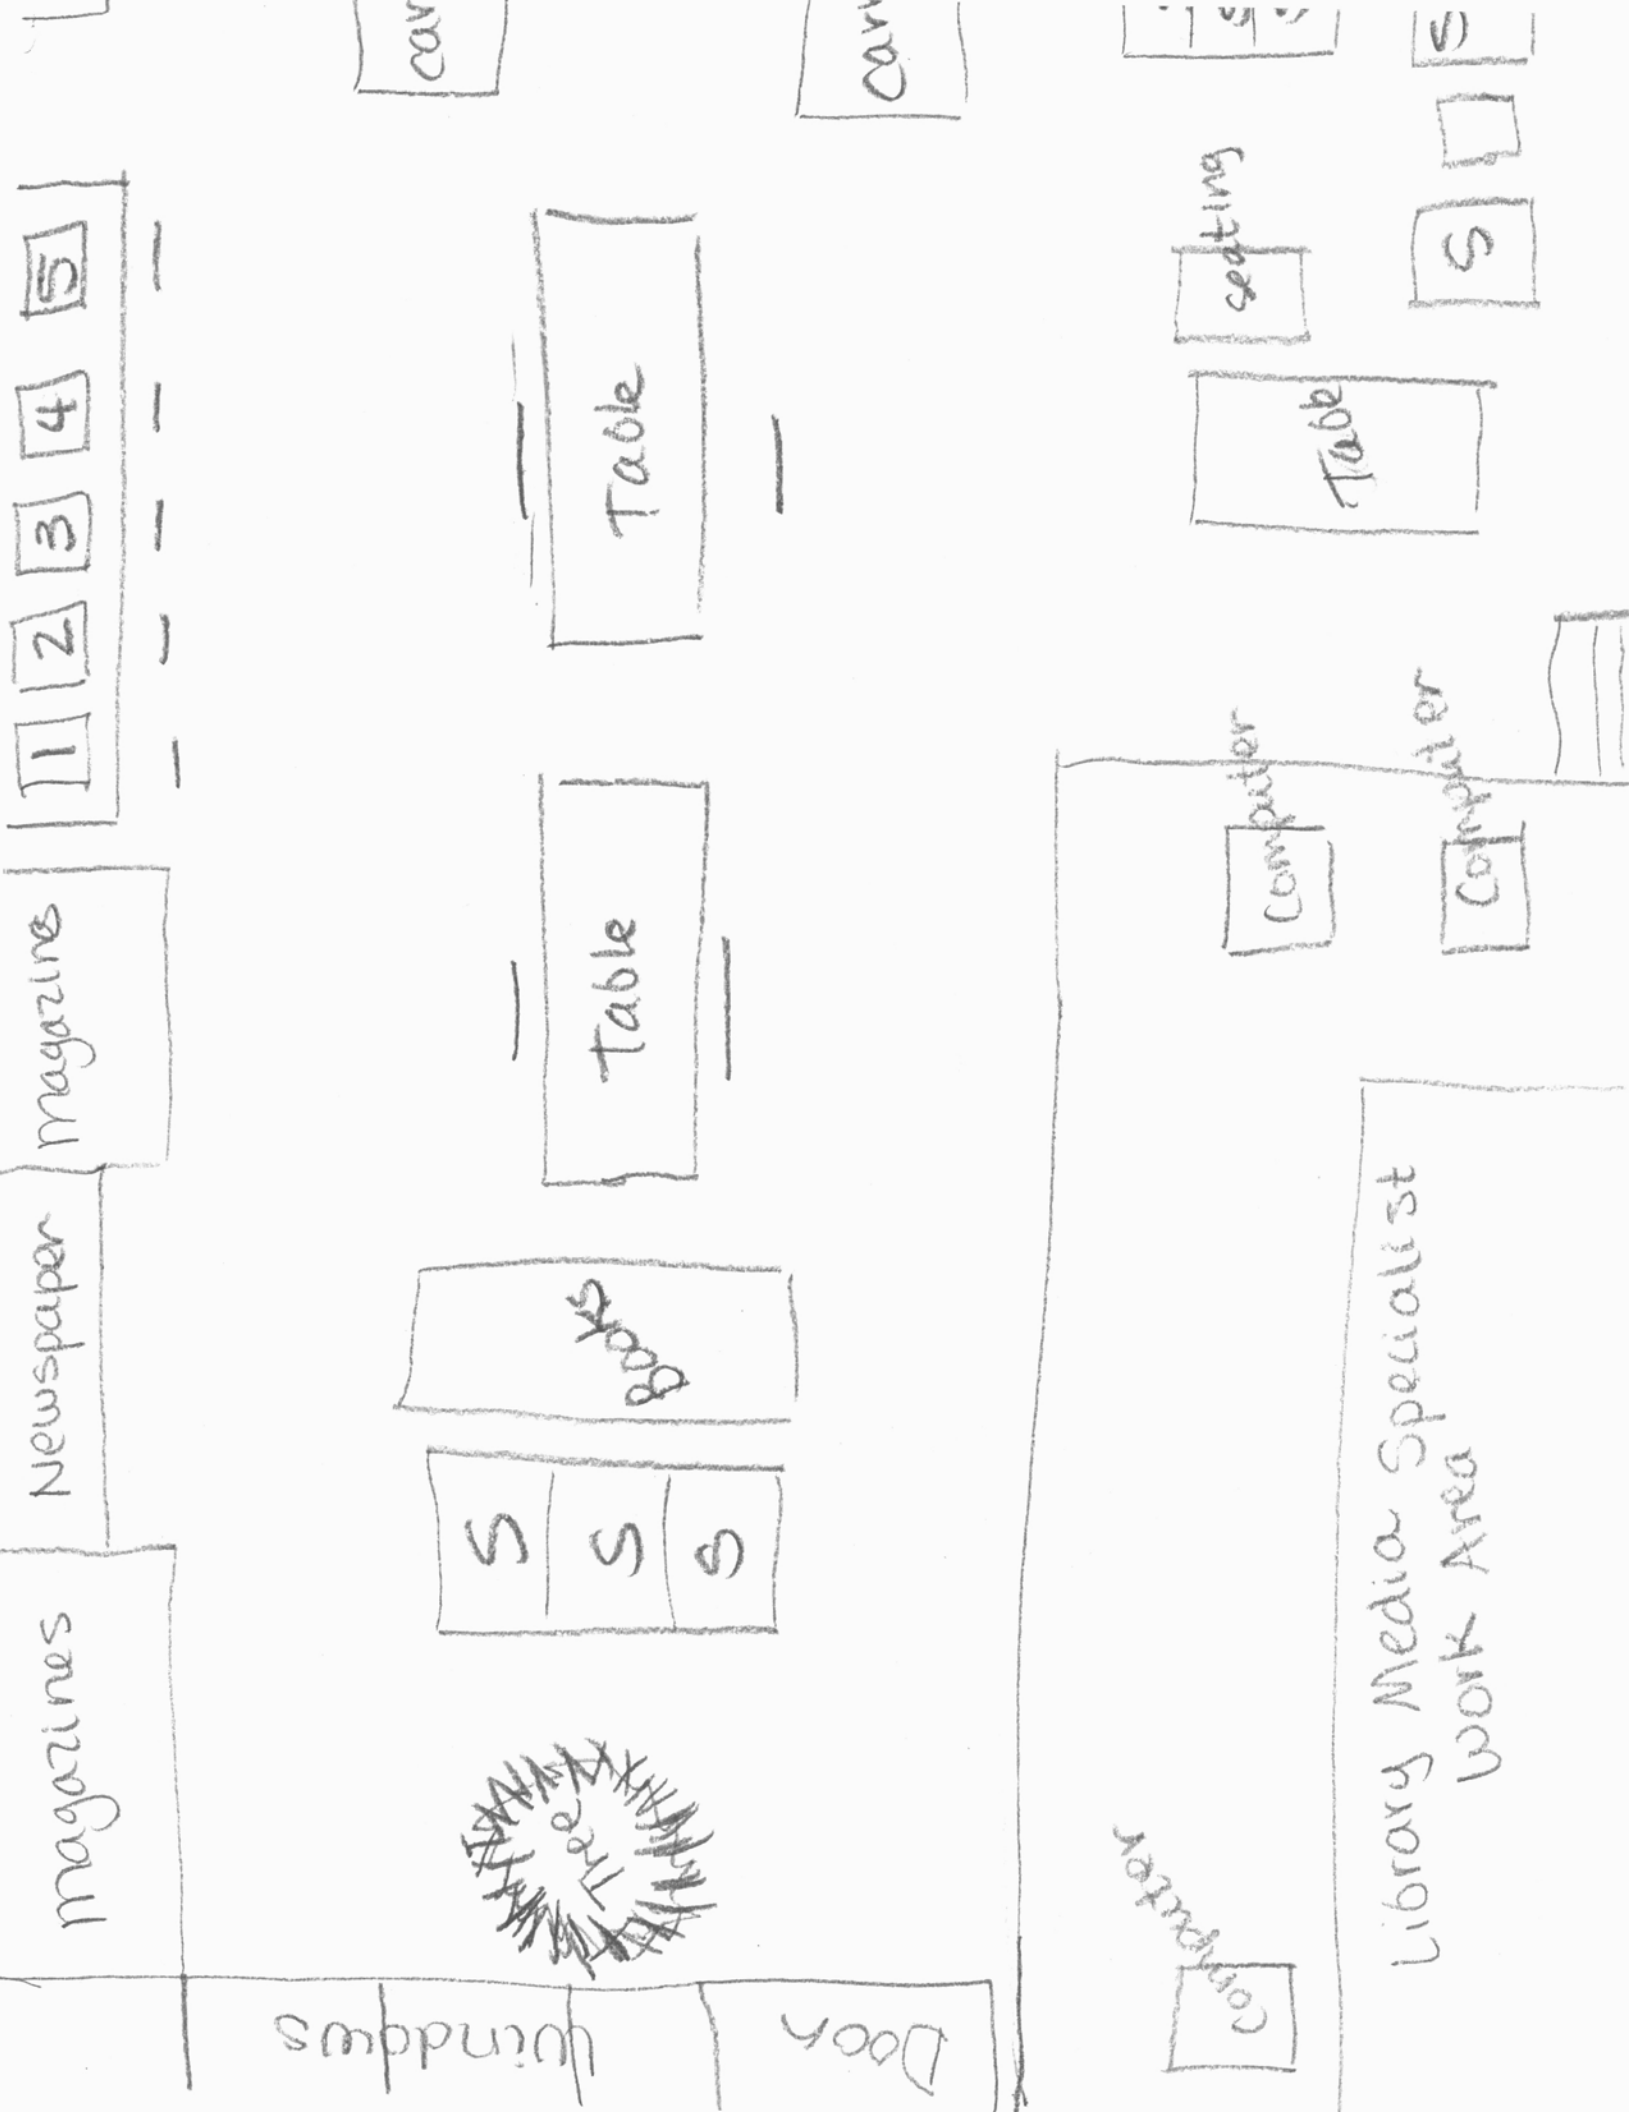 5
4
3
2
1
magazines
Newspaper
magazines
Table
Table
Books
S
S
S
Tree
windows
Door
S
S
S
S
seating
Table
Computer
Computer
Computer
Library Media Specialist
Work Area